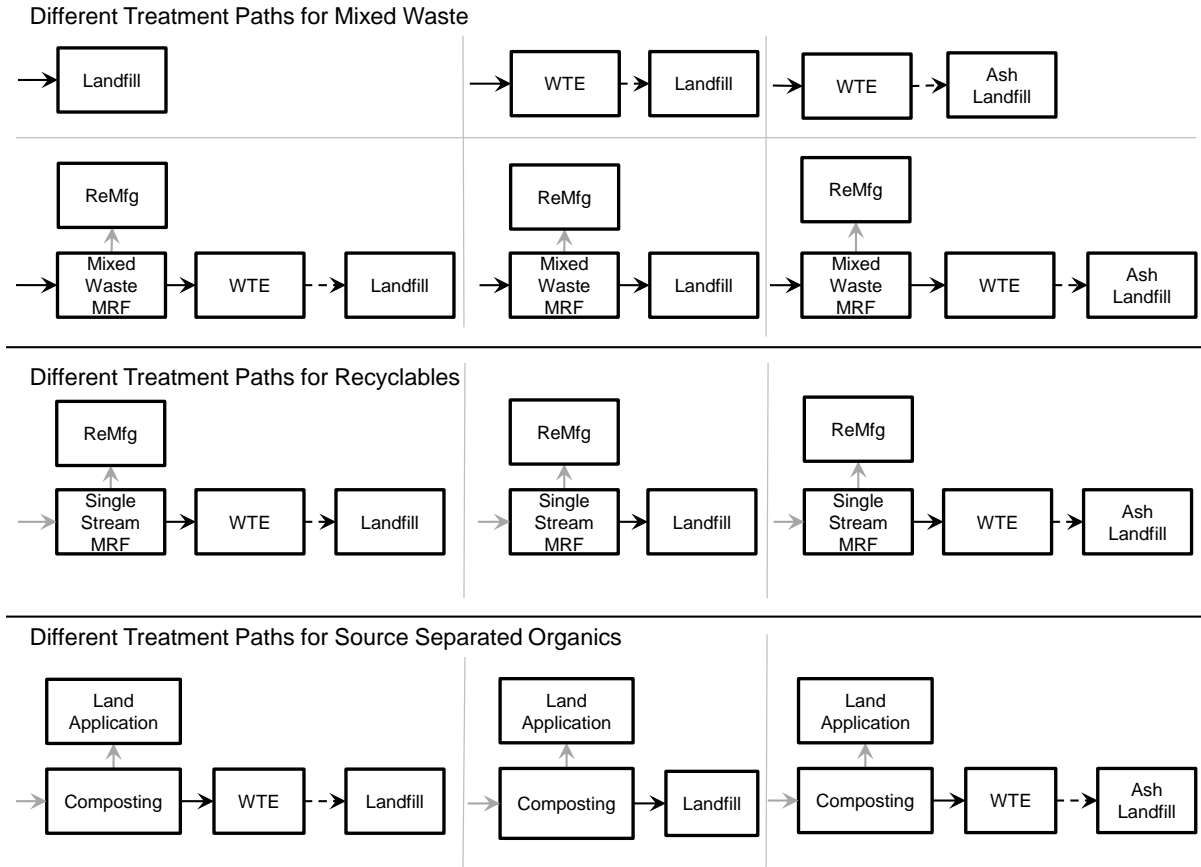 Different Treatment Paths for Mixed Waste
Landfill
WTE
Landfill
WTE
Ash
Landfill
ReMfg
Mixed
Waste
MRF
WTE
Landfill
ReMfg
Mixed
Waste
MRF
Landfill
ReMfg
Mixed
Waste
MRF
WTE
Ash
Landfill
Different Treatment Paths for Recyclables
ReMfg
Single
Stream
MRF
WTE
Landfill
ReMfg
Single
Stream
MRF
Landfill
ReMfg
Single
Stream
MRF
WTE
Ash
Landfill
Different Treatment Paths for Source Separated Organics
Land
Application
Composting
WTE
Landfill
Land
Application
Composting
Landfill
Land
Application
Composting
WTE
Ash
Landfill